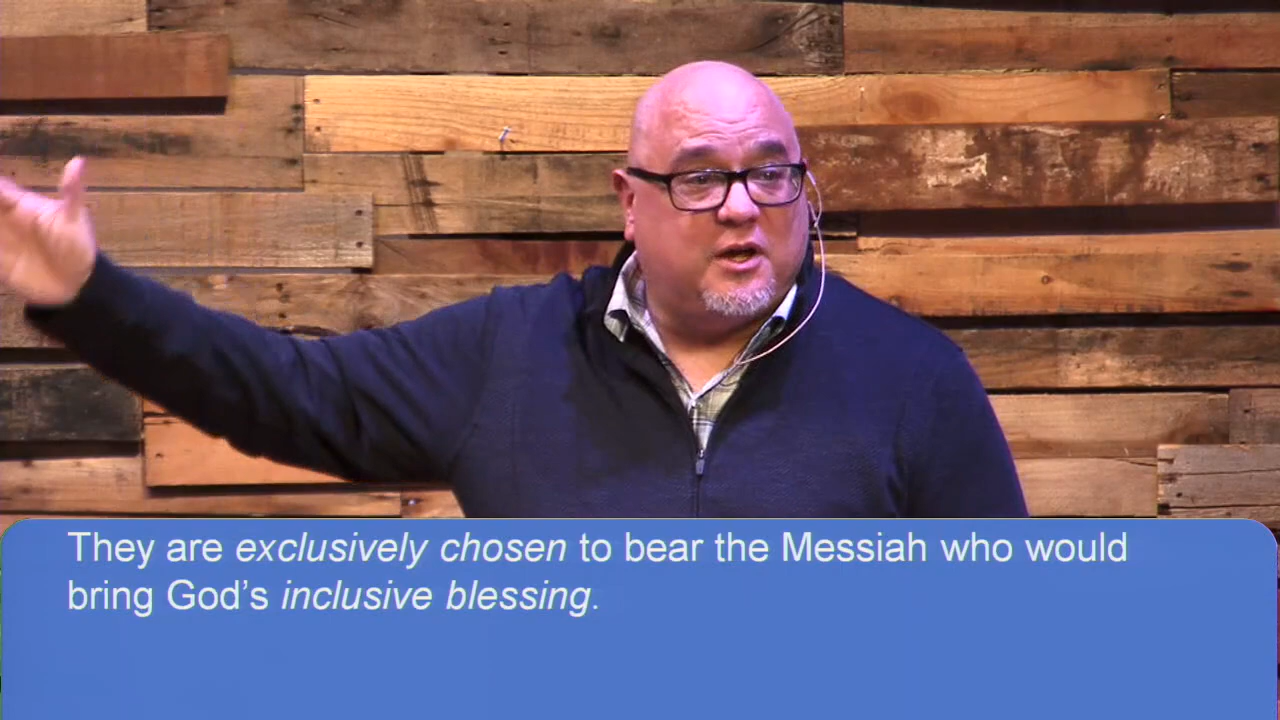 They are exclusively chosen to bear the Messiah who would
bring God’s inclusive blessing.